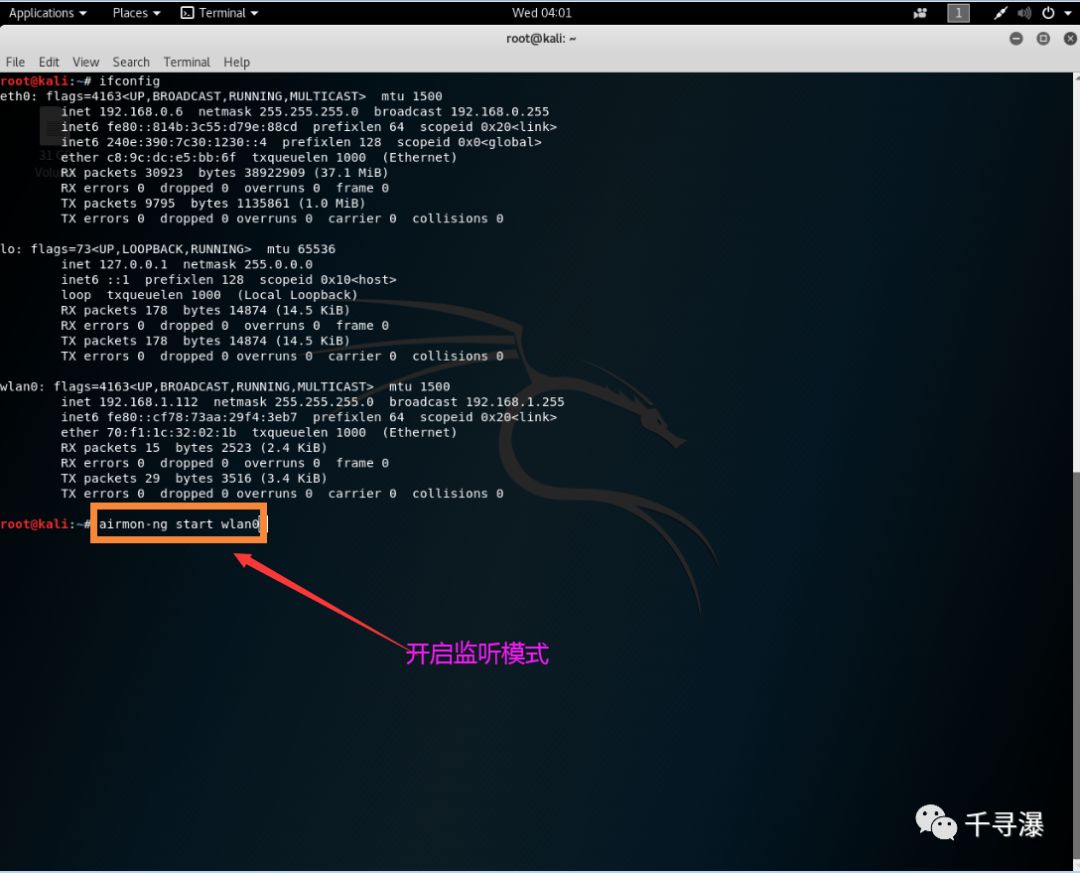 Applications Places Terminal Wed 04:01 1
root@kali: ~
File Edit View Search Terminal Help
root@kali:~# ifconfig
eth0: flags=4163<UP,BROADCAST,RUNNING,MULTICAST> mtu 1500
inet 192.168.0.6 netmask 255.255.255.0 broadcast 192.168.0.255
inet6 fe80::814b:3c55:d79e:88cd prefixlen 64 scopeid 0x20<link>
inet6 240e:390:7c30:1230::4 prefixlen 128 scopeid 0x0<global>
ether c8:9c:dc:e5:bb:6f txqueuelen 1000 (Ethernet)
RX packets 30923 bytes 38922909 (37.1 MiB)
RX errors 0 dropped 0 overruns 0 frame 0
TX packets 9795 bytes 1135861 (1.0 MiB)
TX errors 0 dropped 0 overruns 0 carrier 0 collisions 0
lo: flags=73<UP,LOOPBACK,RUNNING> mtu 65536
inet 127.0.0.1 netmask 255.0.0.0
inet6 ::1 prefixlen 128 scopeid 0x10<host>
loop txqueuelen 1000 (Local Loopback)
RX packets 178 bytes 14874 (14.5 KiB)
RX errors 0 dropped 0 overruns 0 frame 0
TX packets 178 bytes 14874 (14.5 KiB)
TX errors 0 dropped 0 overruns 0 carrier 0 collisions 0
wlan0: flags=4163<UP,BROADCAST,RUNNING,MULTICAST> mtu 1500
inet 192.168.1.112 netmask 255.255.255.0 broadcast 192.168.1.255
inet6 fe80::cf78:73aa:29f4:3eb7 prefixlen 64 scopeid 0x20<link>
ether 70:f1:1c:32:02:1b txqueuelen 1000 (Ethernet)
RX packets 15 bytes 2523 (2.4 KiB)
RX errors 0 dropped 0 overruns 0 frame 0
TX packets 29 bytes 3516 (3.4 KiB)
TX errors 0 dropped 0 overruns 0 carrier 0 collisions 0
root@kali:~# airmon-ng start wlan0
开启监听模式
千寻瀑